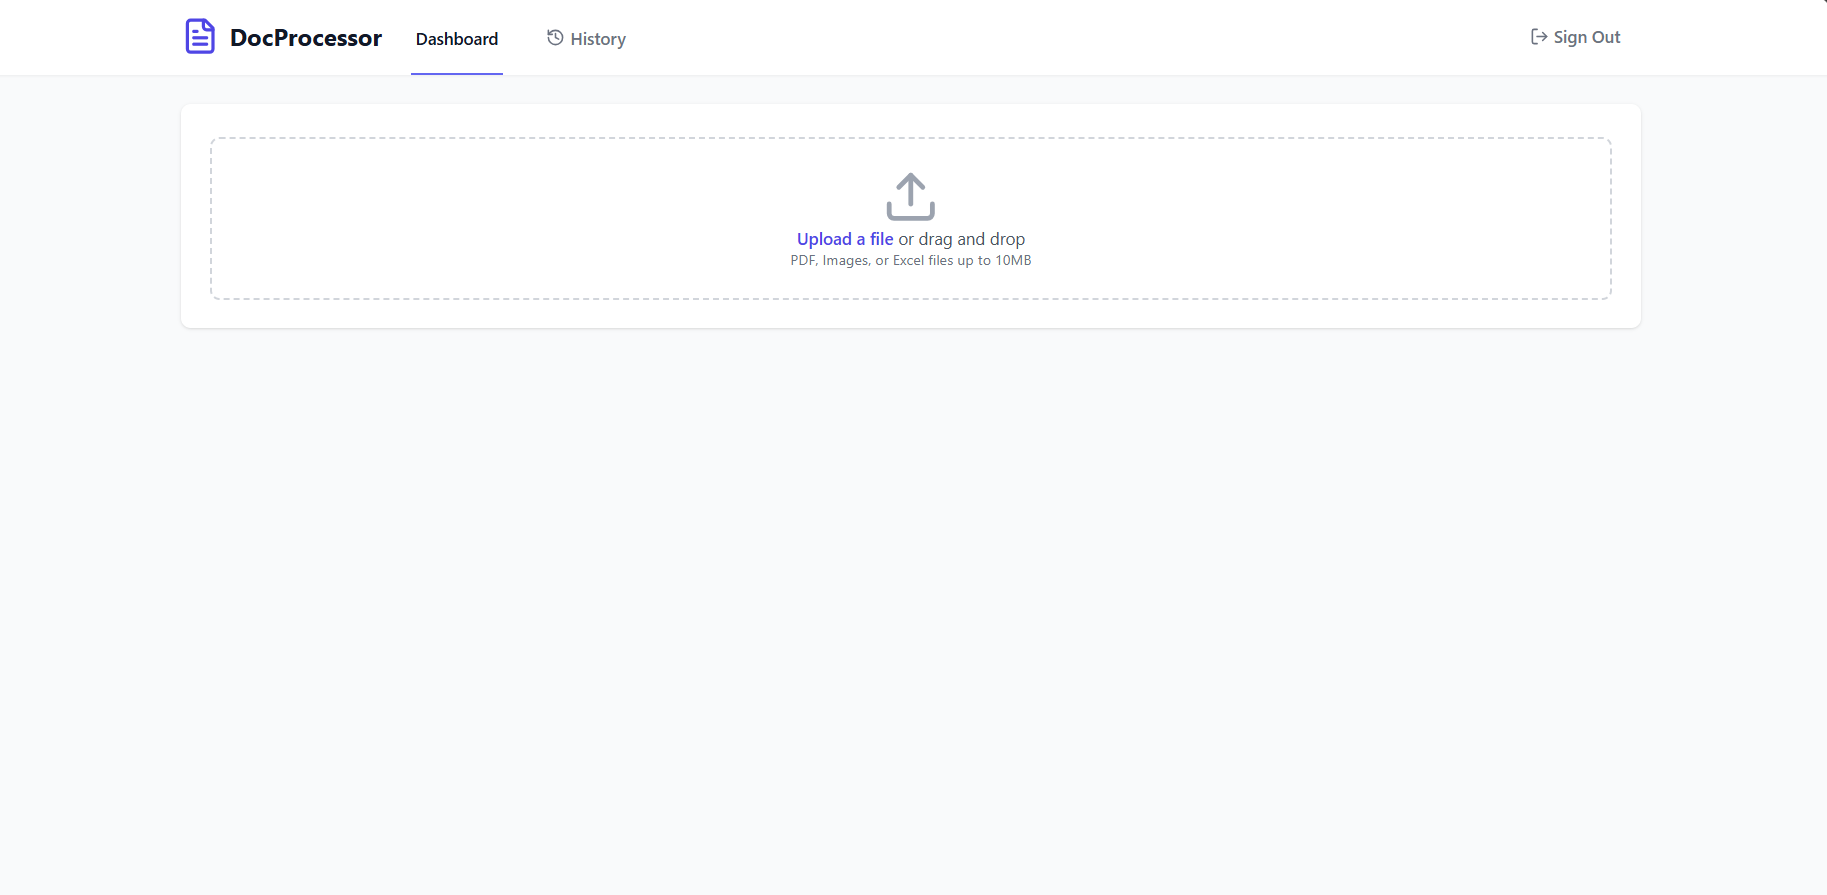 DocProcessor
Dashboard
History
Sign Out
Upload a file or drag and drop
PDF, Images, or Excel files up to 10MB